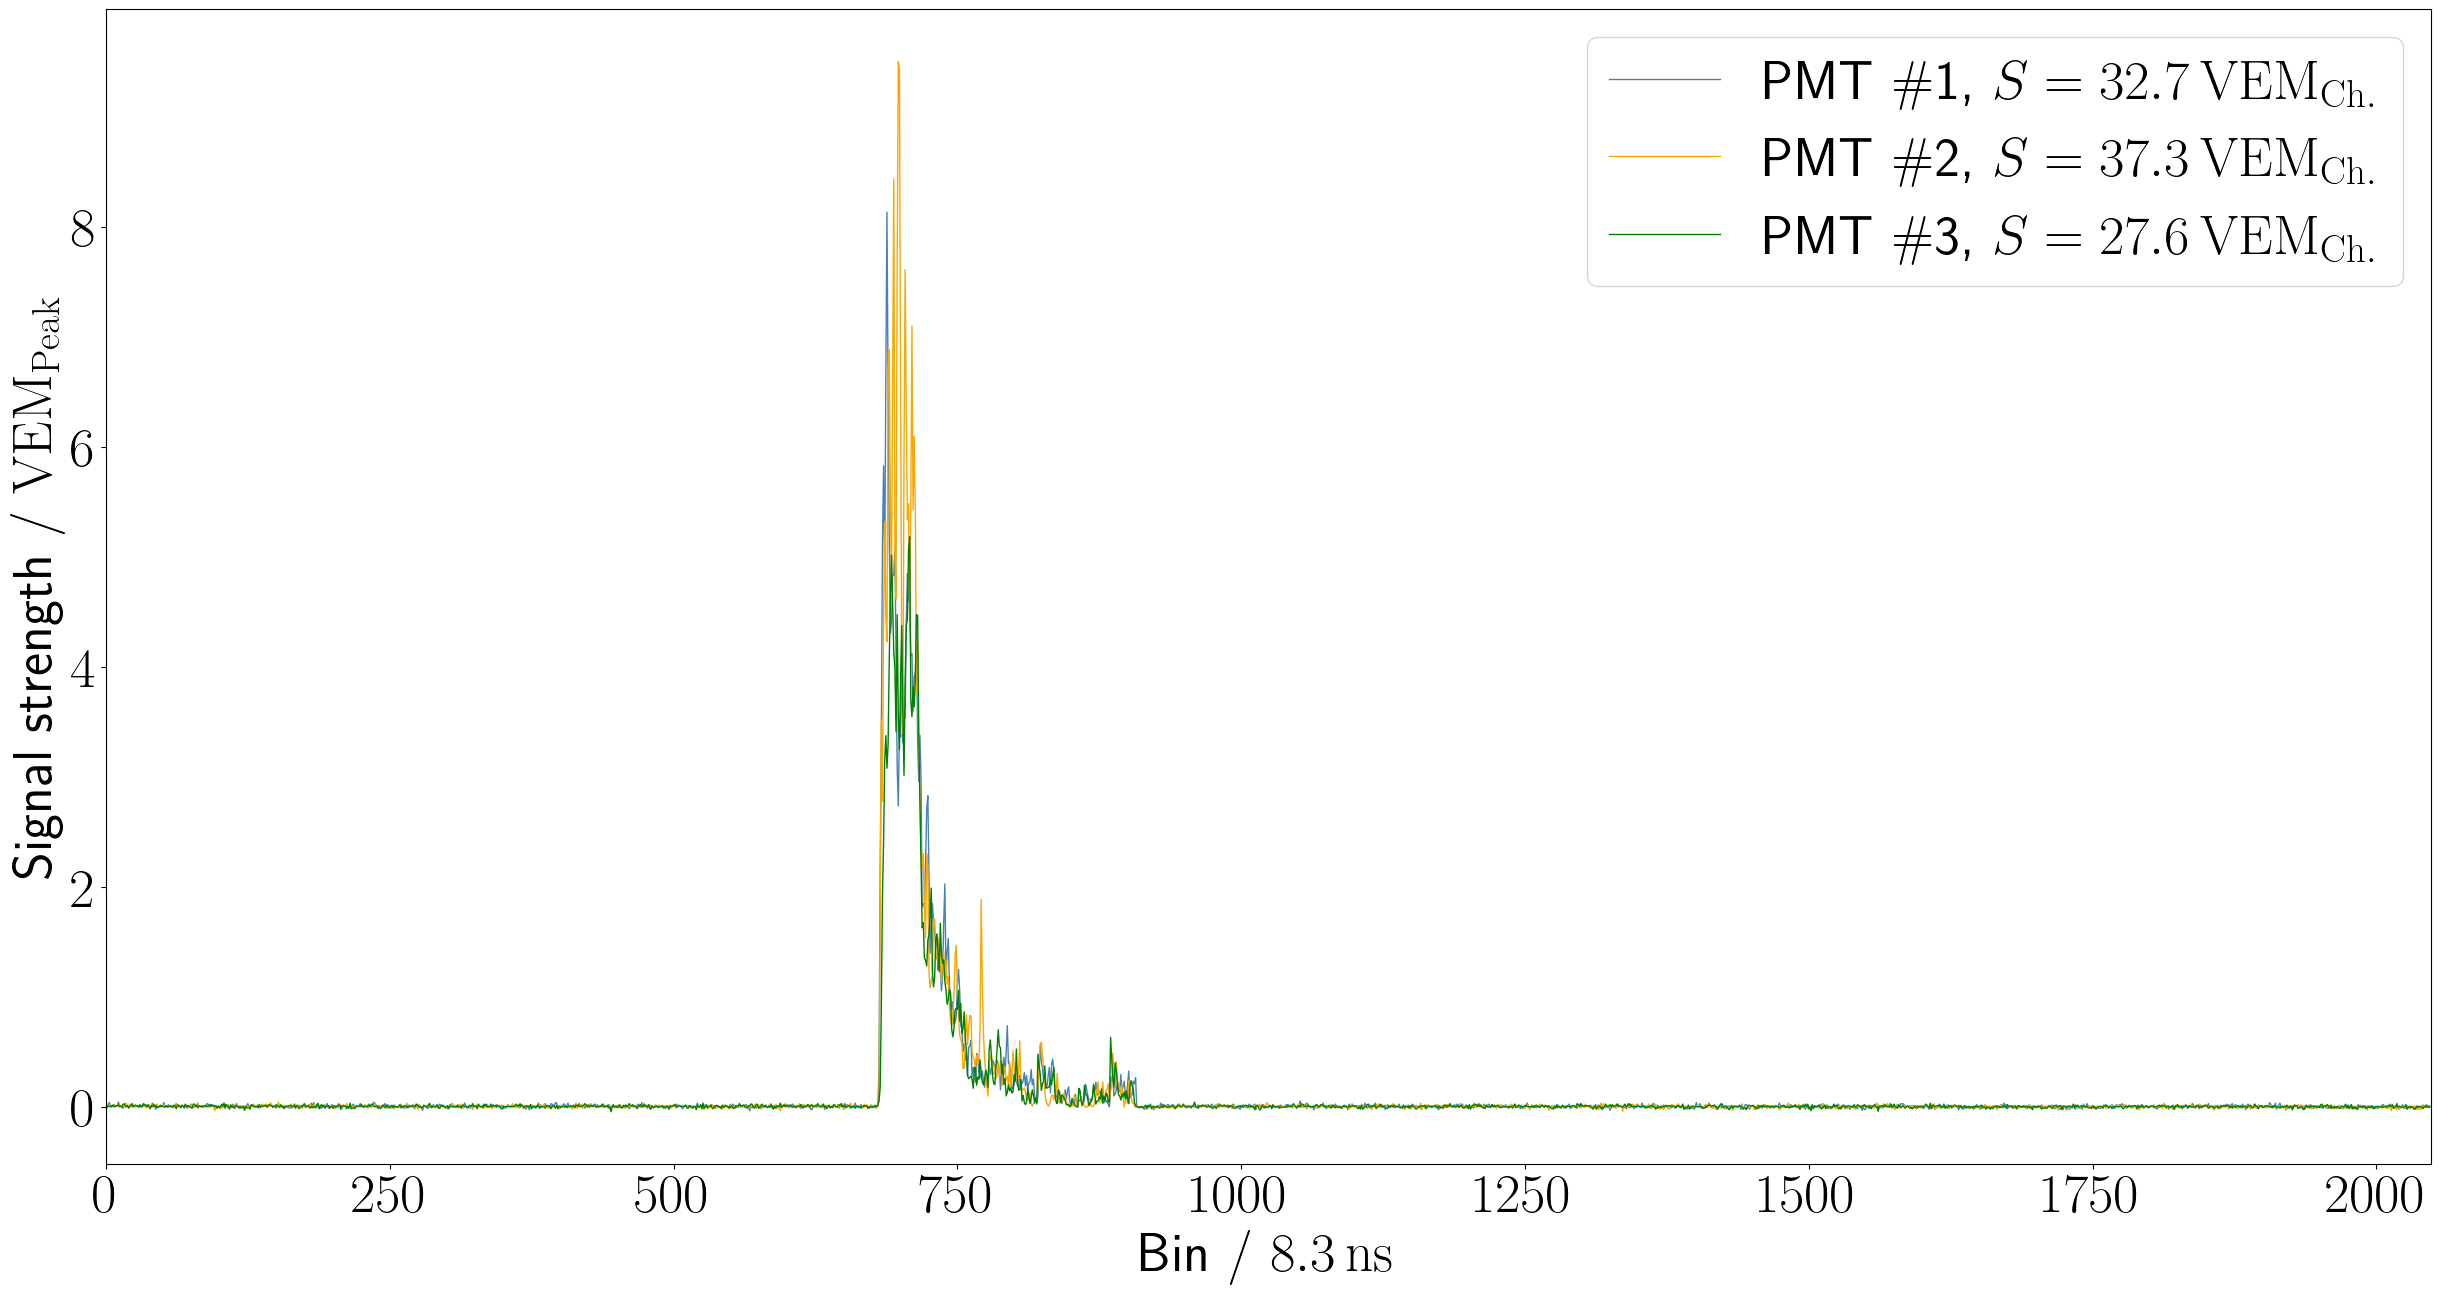 PMT #1, S = 32.7 VEM_Ch.
PMT #2, S = 37.3 VEM_Ch.
PMT #3, S = 27.6 VEM_Ch.
Signal strength / VEM_Peak
8
6
4
2
0
0 250 500 750 1000 1250 1500 1750 2000
Bin / 8.3 ns